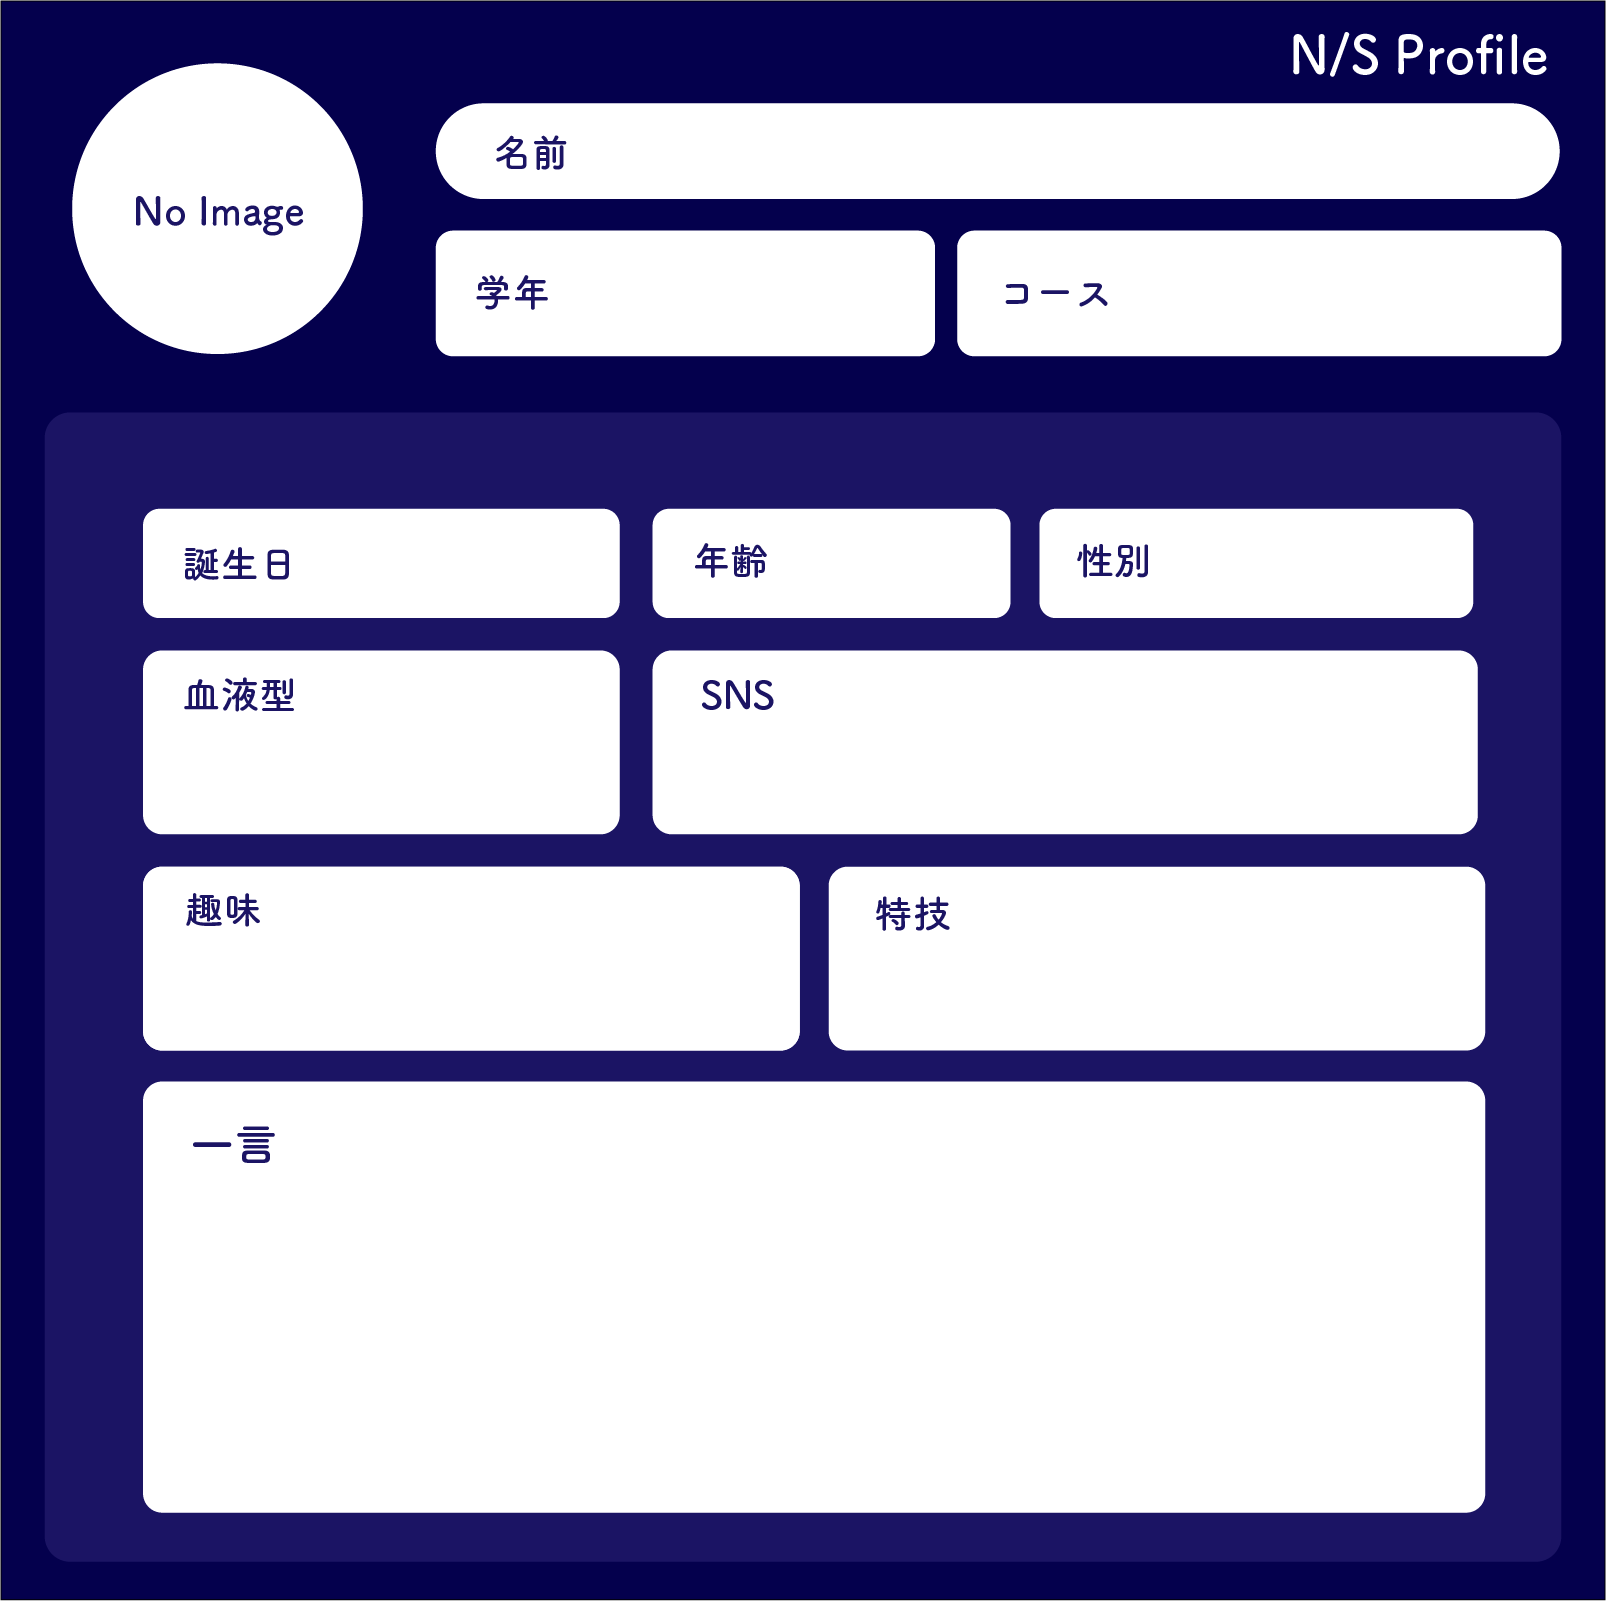 N/S Profile
No Image
名前
学年
コース
誕生日
年齢
性別
血液型
SNS
趣味
特技
一言